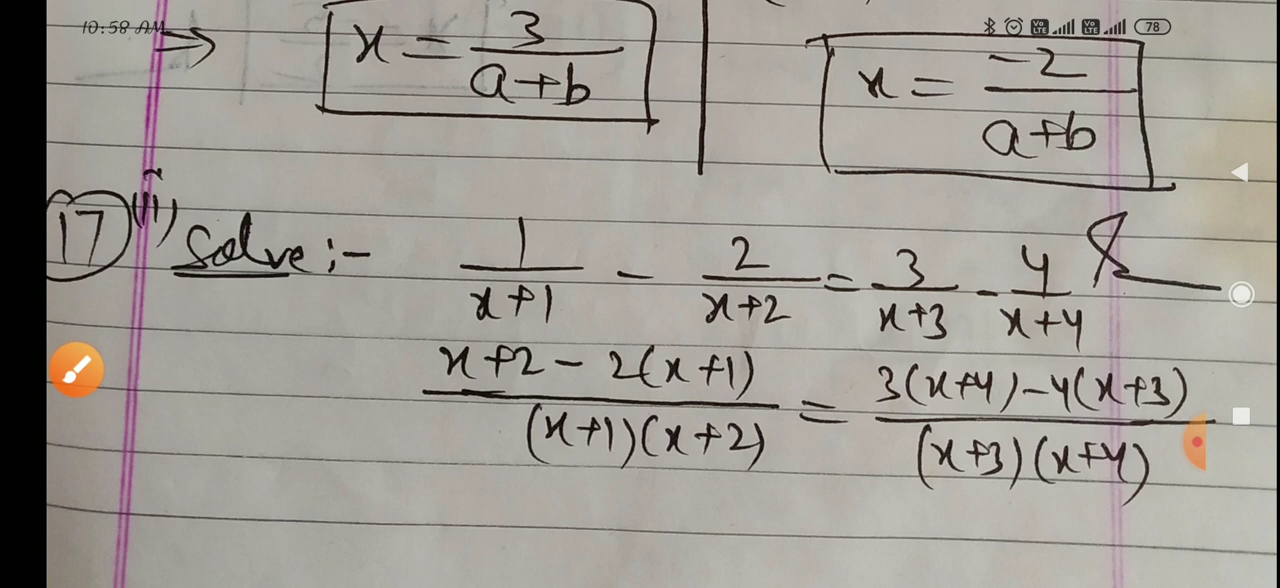 10:58 AM
78
⇒ x = 3/(a+b)
x = -2/(a+b)
17 (ii) Solve :- 1/(x+1) - 2/(x+2) = 3/(x+3) - 4/(x+4)
(x+2 - 2(x+1))/((x+1)(x+2)) = (3(x+4) - 4(x+3))/((x+3)(x+4))